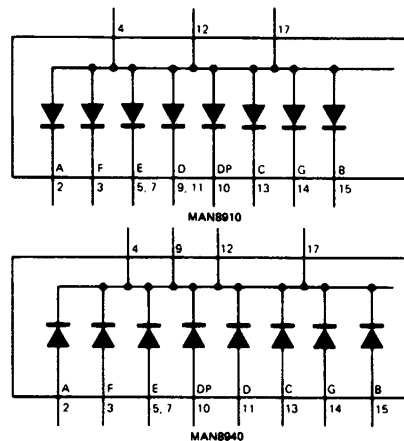 4 12 17
A F E D DP C G B
2 3 5, 7 9, 11 10 13 14 15
MAN8910
4 9 12 17
A F E DP D C G B
2 3 5, 7 10 11 13 14 15
MAN8940